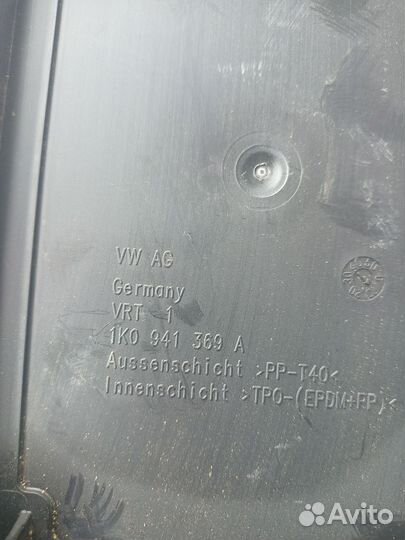 VW AG
Germany
VRT 1
1K0 941 369 A
Aussenschicht >PP-T40<
Innenschicht >TPO-(EPDM+PP)<
Avito